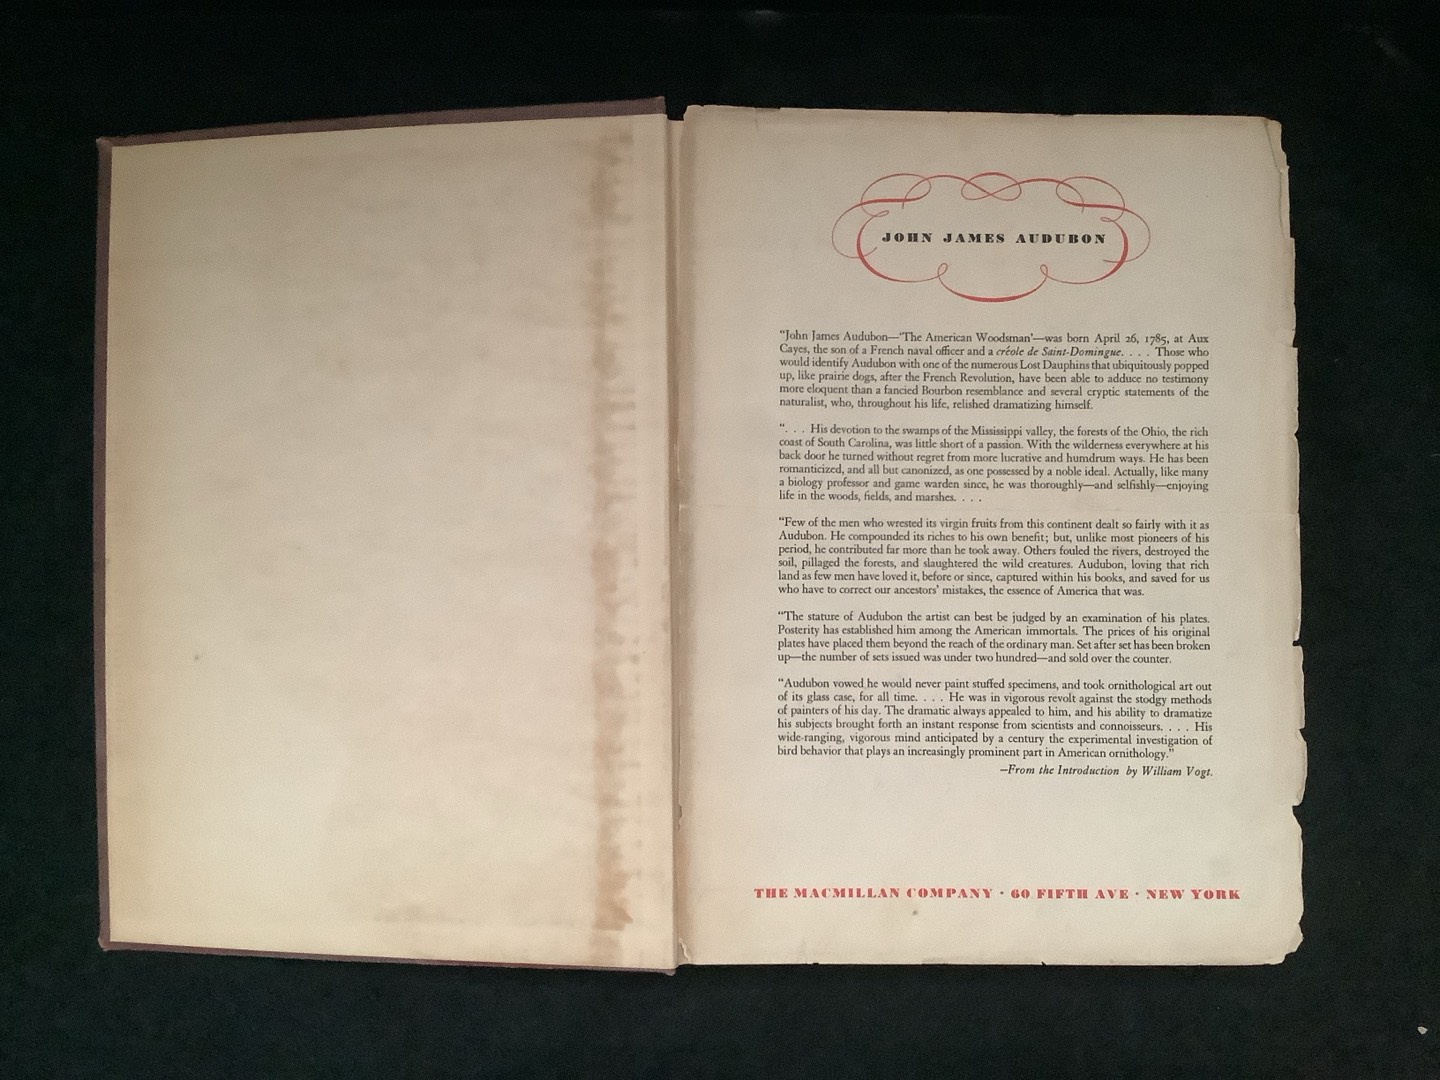 JOHN JAMES AUDUBON
"John James Audubon—'The American Woodsman'—was born April 26, 1785, at Aux
Cayes, the son of a French naval officer and a créole de Saint-Domingue. . . . Those who
would identify Audubon with one of the numerous Lost Dauphins that ubiquitously popped
up, like prairie dogs, after the French Revolution, have been able to adduce no testimony
more eloquent than a fancied Bourbon resemblance and several cryptic statements of the
naturalist, who, throughout his life, relished dramatizing himself.
". . . His devotion to the swamps of the Mississippi valley, the forests of the Ohio, the rich
coast of South Carolina, was little short of a passion. With the wilderness everywhere at his
back door he turned without regret from more lucrative and humdrum ways. He has been
romanticized, and all but canonized, as one possessed by a noble ideal. Actually, like many
a biology professor and game warden since, he was thoroughly—and selfishly—enjoying
life in the woods, fields, and marshes. . . .
"Few of the men who wrested its virgin fruits from this continent dealt so fairly with it as
Audubon. He compounded its riches to his own benefit; but, unlike most pioneers of his
period, he contributed far more than he took away. Others fouled the rivers, destroyed the
soil, pillaged the forests, and slaughtered the wild creatures. Audubon, loving that rich
land as few men have loved it, before or since, captured within his books, and saved for us
who have to correct our ancestors' mistakes, the essence of America that was.
"The stature of Audubon the artist can best be judged by an examination of his plates.
Posterity has established him among the American immortals. The prices of his original
plates have placed them beyond the reach of the ordinary man. Set after set has been broken
up—the number of sets issued was under two hundred—and sold over the counter.
"Audubon vowed he would never paint stuffed specimens, and took ornithological art out
of its glass case, for all time. . . . He was in vigorous revolt against the stodgy methods
of painters of his day. The dramatic always appealed to him, and his ability to dramatize
his subjects brought forth an instant response from scientists and connoisseurs. . . . His
wide-ranging, vigorous mind anticipated by a century the experimental investigation of
bird behavior that plays an increasingly prominent part in American ornithology."
—From the Introduction by William Vogt.
THE MACMILLAN COMPANY · 60 FIFTH AVE · NEW YORK